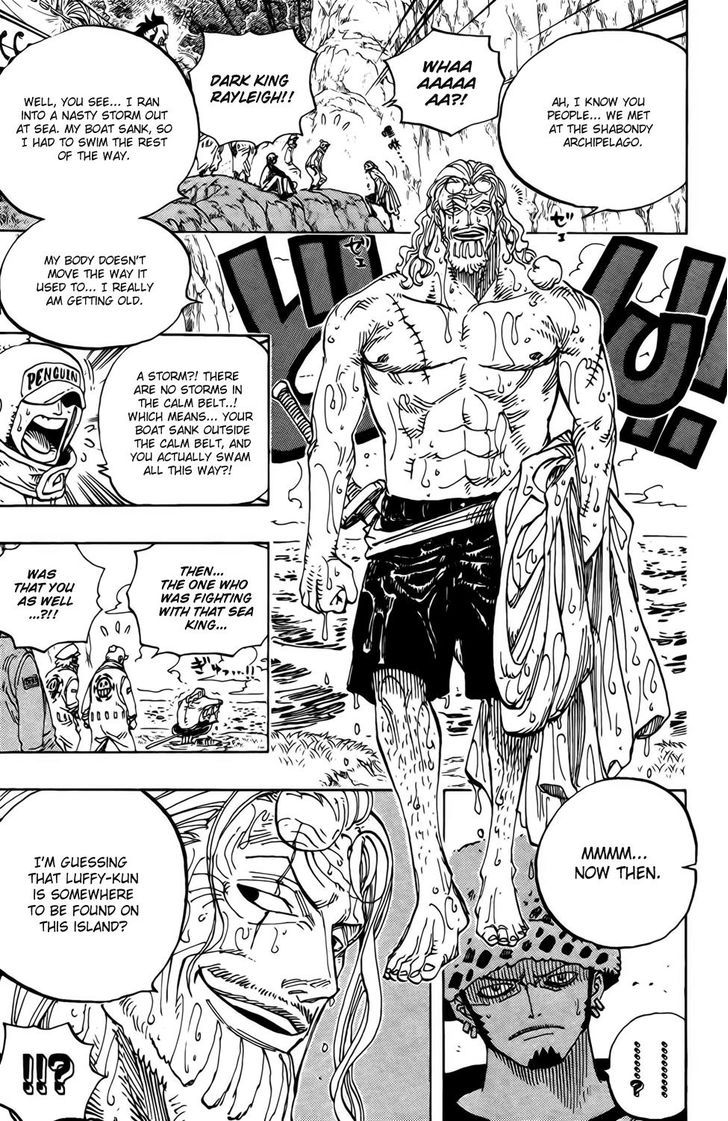 AH, I KNOW YOU
PEOPLE... WE MET
AT THE SHABONDY
ARCHIPELAGO.
WHAA
AAAAA
AA?!
DARK KING
RAYLEIGH!!
WELL, YOU SEE... I RAN
INTO A NASTY STORM OUT
AT SEA. MY BOAT SANK, SO
I HAD TO SWIM THE REST
OF THE WAY.
MY BODY DOESN'T
MOVE THE WAY IT
USED TO... I REALLY
AM GETTING OLD.
PENGUIN
A STORM?! THERE
ARE NO STORMS
IN THE CALM BELT..!
WHICH MEANS... YOUR
BOAT SANK OUTSIDE
THE CALM BELT, AND
YOU ACTUALLY
SWAM ALL THIS WAY?!
THEN...
THE ONE WHO
WAS FIGHTING
WITH THAT SEA
KING...
WAS
THAT YOU
AS WELL
...?!!
MMMM...
NOW THEN.
I'M GUESSING
THAT LUFFY-KUN
IS SOMEWHERE
TO BE FOUND ON
THIS ISLAND?
!!?